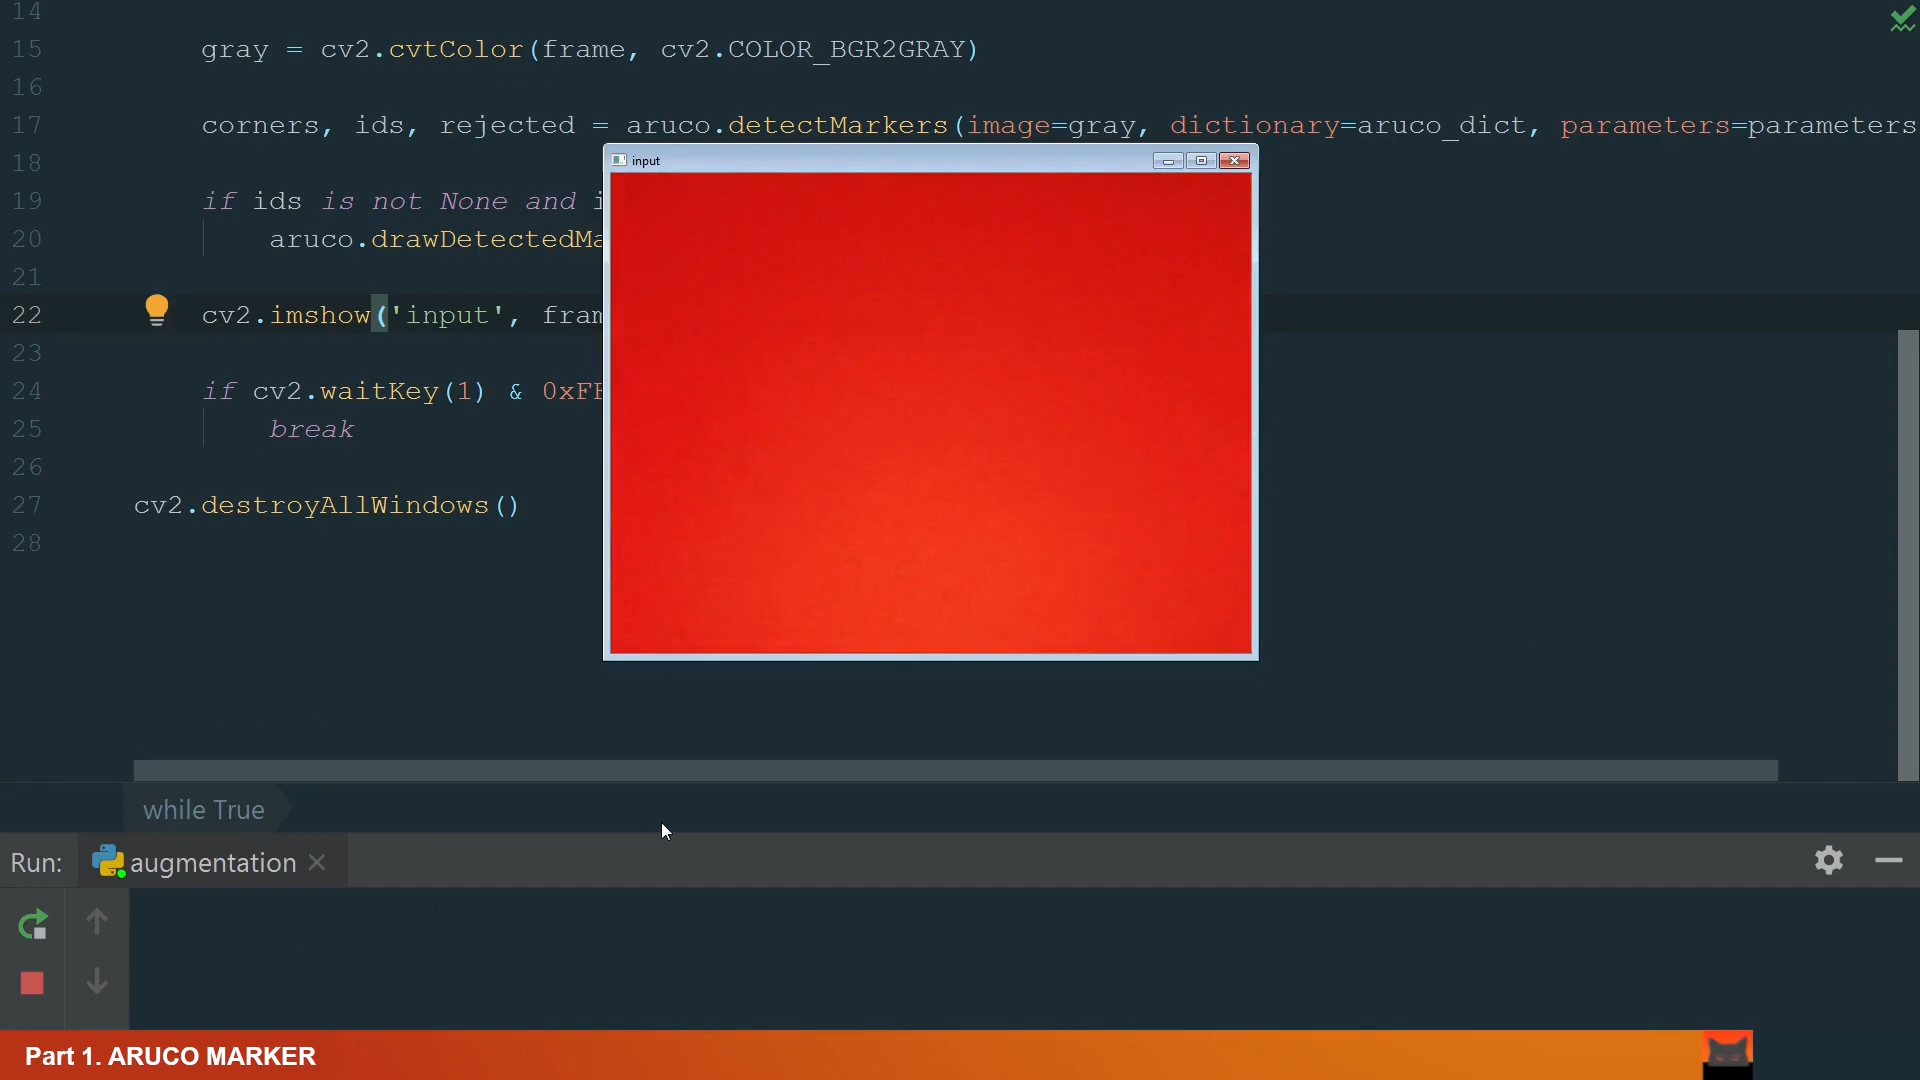 14
15 gray = cv2.cvtColor(frame, cv2.COLOR_BGR2GRAY)
16
17 corners, ids, rejected = aruco.detectMarkers(image=gray, dictionary=aruco_dict, parameters=parameters
18
input
19 if ids is not None and i
20 aruco.drawDetectedMa
21
22 cv2.imshow('input', fram
23
24 if cv2.waitKey(1) & 0xFF
25 break
26
27 cv2.destroyAllWindows()
28
while True
Run: augmentation
Part 1. ARUCO MARKER